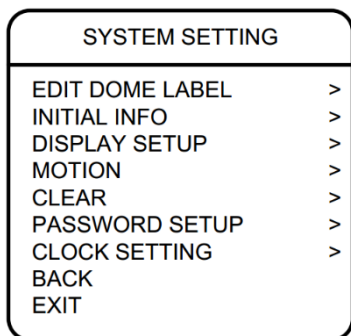 SYSTEM SETTING
EDIT DOME LABEL >
INITIAL INFO >
DISPLAY SETUP >
MOTION >
CLEAR >
PASSWORD SETUP >
CLOCK SETTING >
BACK
EXIT